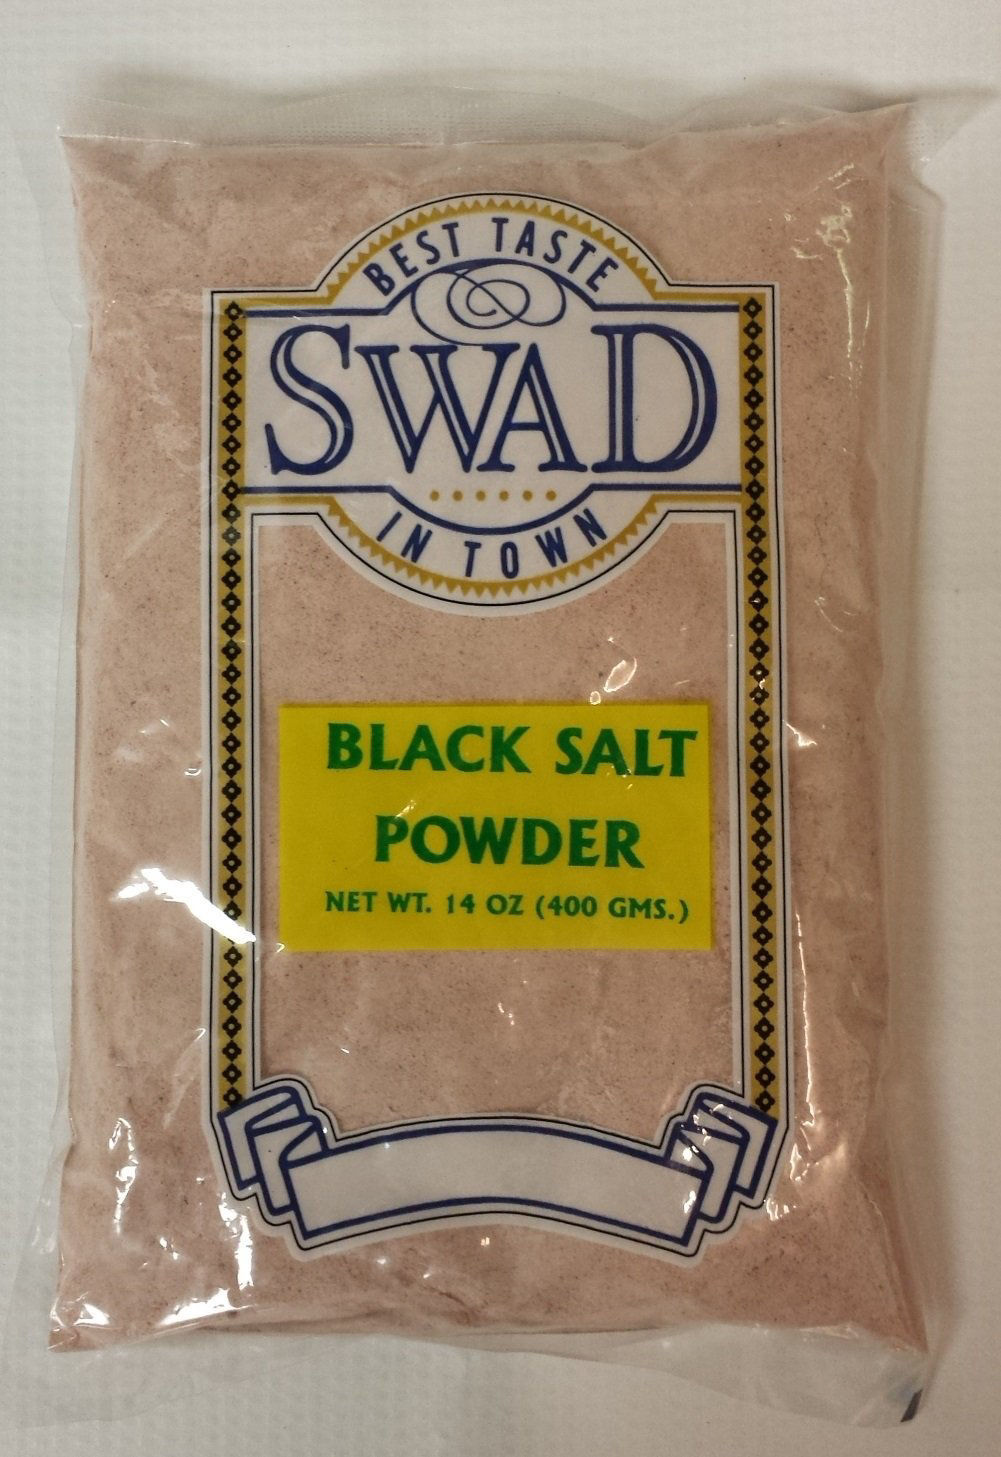 BEST TASTE
SWAD
IN TOWN
BLACK SALT
POWDER
NET WT. 14 OZ (400 GMS.)